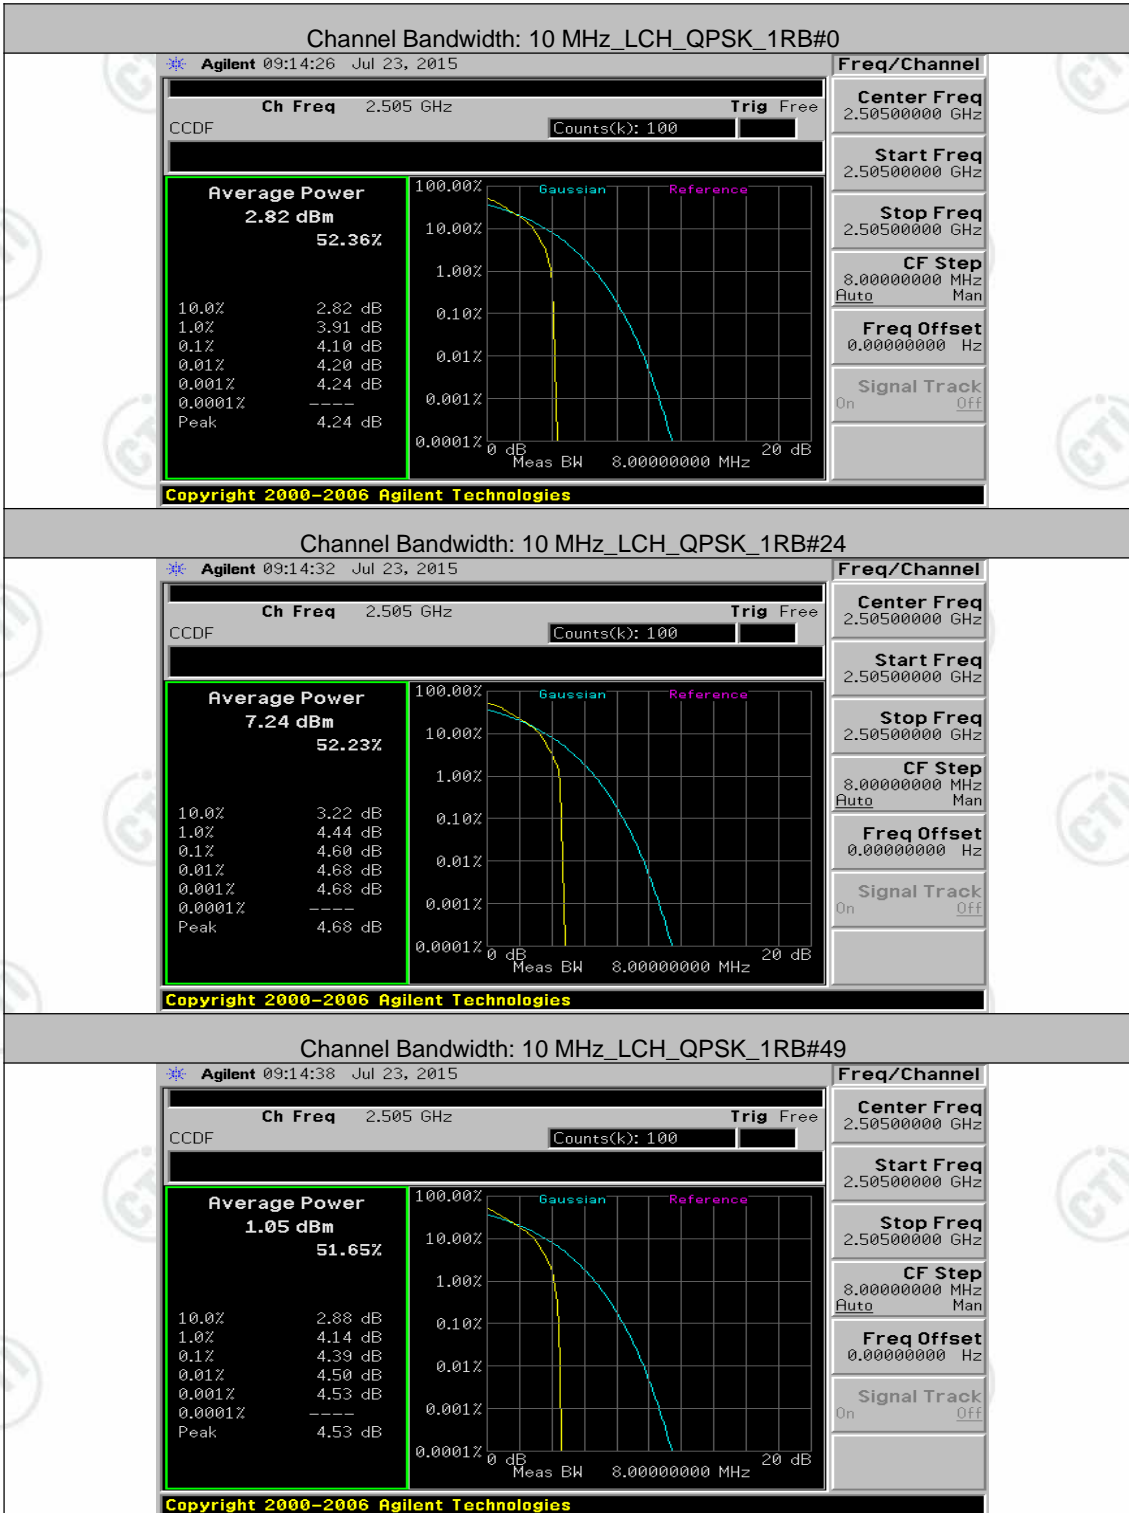 Channel Bandwidth: 10 MHz_LCH_QPSK_1RB#0
Agilent 09:14:26 Jul 23, 2015
Freq/Channel
Ch Freq 2.505 GHz Trig Free
CCDF Counts(k): 100
Center Freq
2.50500000 GHz
Start Freq
2.50500000 GHz
Stop Freq
2.50500000 GHz
CF Step
8.00000000 MHz
Auto Man
Freq Offset
0.00000000 Hz
Signal Track
On Off
Average Power
2.82 dBm
52.36%
10.0% 2.82 dB
1.0% 3.91 dB
0.1% 4.10 dB
0.01% 4.20 dB
0.001% 4.24 dB
0.0001% ----
Peak 4.24 dB
Gaussian Reference
100.00%
10.00%
1.00%
0.10%
0.01%
0.001%
0.0001%
0 dB 20 dB
Meas BW 8.00000000 MHz
Copyright 2000-2006 Agilent Technologies
Channel Bandwidth: 10 MHz_LCH_QPSK_1RB#24
Agilent 09:14:32 Jul 23, 2015
Freq/Channel
Ch Freq 2.505 GHz Trig Free
CCDF Counts(k): 100
Center Freq
2.50500000 GHz
Start Freq
2.50500000 GHz
Stop Freq
2.50500000 GHz
CF Step
8.00000000 MHz
Auto Man
Freq Offset
0.00000000 Hz
Signal Track
On Off
Average Power
7.24 dBm
52.23%
10.0% 3.22 dB
1.0% 4.44 dB
0.1% 4.60 dB
0.01% 4.68 dB
0.001% 4.68 dB
0.0001% ----
Peak 4.68 dB
Gaussian Reference
100.00%
10.00%
1.00%
0.10%
0.01%
0.001%
0.0001%
0 dB 20 dB
Meas BW 8.00000000 MHz
Copyright 2000-2006 Agilent Technologies
Channel Bandwidth: 10 MHz_LCH_QPSK_1RB#49
Agilent 09:14:38 Jul 23, 2015
Freq/Channel
Ch Freq 2.505 GHz Trig Free
CCDF Counts(k): 100
Center Freq
2.50500000 GHz
Start Freq
2.50500000 GHz
Stop Freq
2.50500000 GHz
CF Step
8.00000000 MHz
Auto Man
Freq Offset
0.00000000 Hz
Signal Track
On Off
Average Power
1.05 dBm
51.65%
10.0% 2.88 dB
1.0% 4.14 dB
0.1% 4.39 dB
0.01% 4.50 dB
0.001% 4.53 dB
0.0001% ----
Peak 4.53 dB
Gaussian Reference
100.00%
10.00%
1.00%
0.10%
0.01%
0.001%
0.0001%
0 dB 20 dB
Meas BW 8.00000000 MHz
Copyright 2000-2006 Agilent Technologies
CTI
CTI
CTI
CTI
CTI
CTI
CTI
CTI